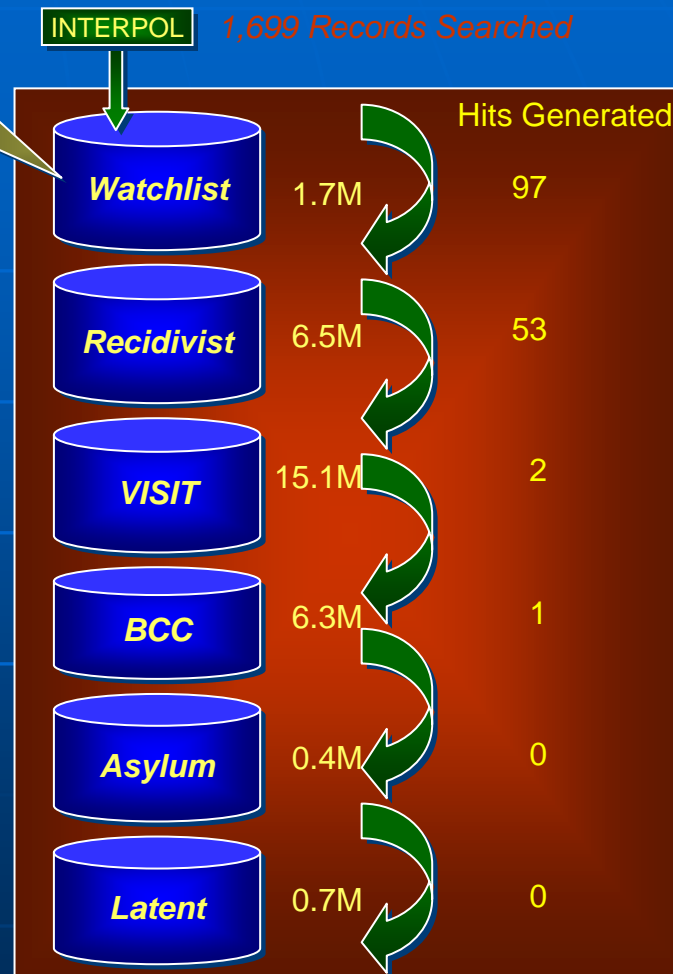 INTERPOL 1,699 Records Searched
Hits Generated
Watchlist 1.7M 97
Recidivist 6.5M 53
VISIT 15.1M 2
BCC 6.3M 1
Asylum 0.4M 0
Latent 0.7M 0